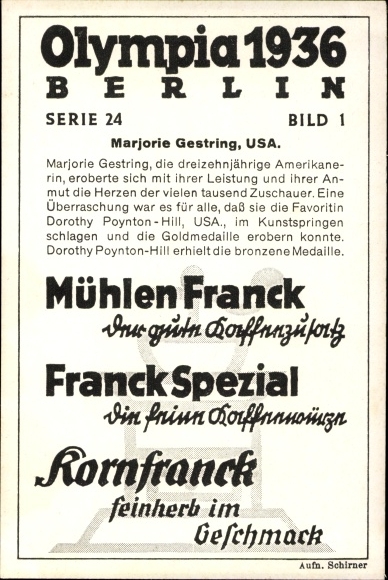 Olympia 1936
BERLIN
SERIE 24 BILD 1
Marjorie Gestring, USA.
Marjorie Gestring, die dreizehnjährige Amerikane-
rin, eroberte sich mit ihrer Leistung und ihrer An-
mut die Herzen der vielen tausend Zuschauer. Eine
Überraschung war es für alle, daß sie die Favoritin
Dorothy Poynton-Hill, USA., im Kunstspringen
schlagen und die Goldmedaille erobern konnte.
Dorothy Poynton-Hill erhielt die bronzene Medaille.
Mühlen Franck
der gute Kaffeezusatz
Franck Spezial
die feine Kaffeewürze
Kornfranck
feinherb im
Geschmack
Aufn. Schirner